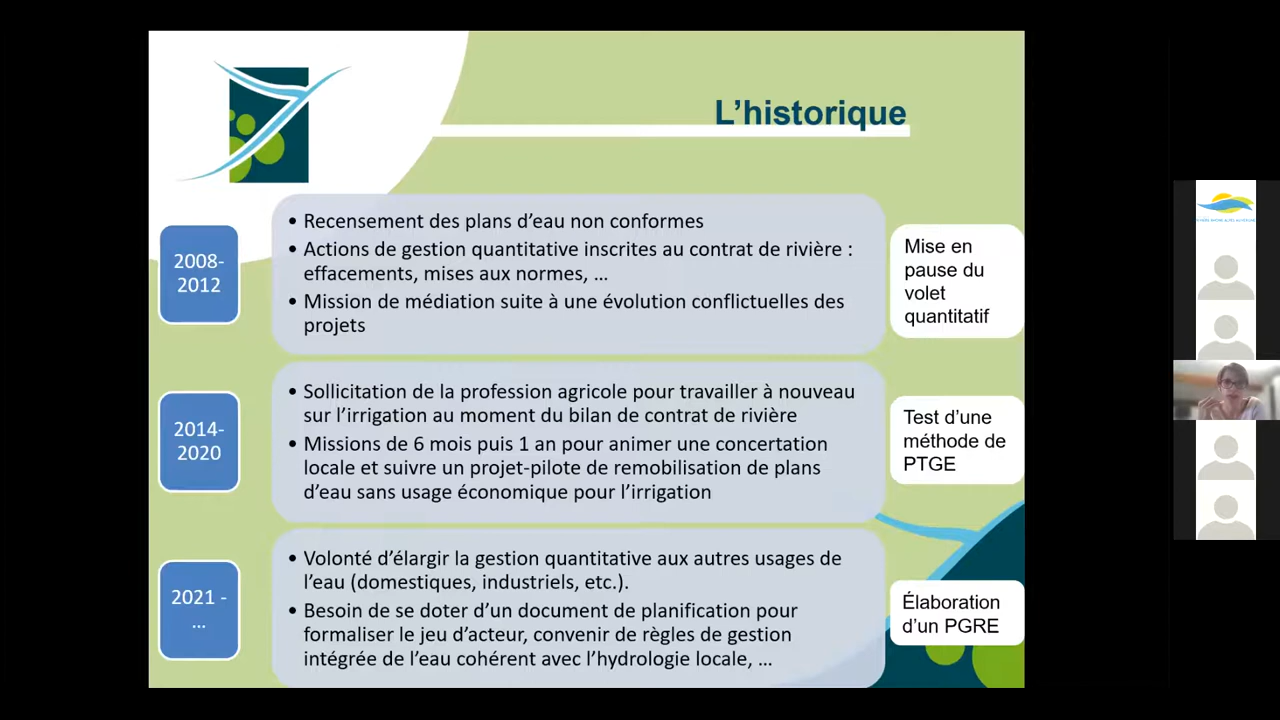 L'historique
2008-
2012
• Recensement des plans d'eau non conformes
• Actions de gestion quantitative inscrites au contrat de rivière :
effacements, mises aux normes, ...
• Mission de médiation suite à une évolution conflictuelles des
projets
Mise en
pause du
volet
quantitatif
2014-
2020
• Sollicitation de la profession agricole pour travailler à nouveau
sur l'irrigation au moment du bilan de contrat de rivière
• Missions de 6 mois puis 1 an pour animer une concertation
locale et suivre un projet-pilote de remobilisation de plans
d'eau sans usage économique pour l'irrigation
Test d'une
méthode de
PTGE
2021 -
...
• Volonté d'élargir la gestion quantitative aux autres usages de
l'eau (domestiques, industriels, etc.).
• Besoin de se doter d'un document de planification pour
formaliser le jeu d'acteur, convenir de règles de gestion
intégrée de l'eau cohérent avec l'hydrologie locale, ...
Élaboration
d'un PGRE